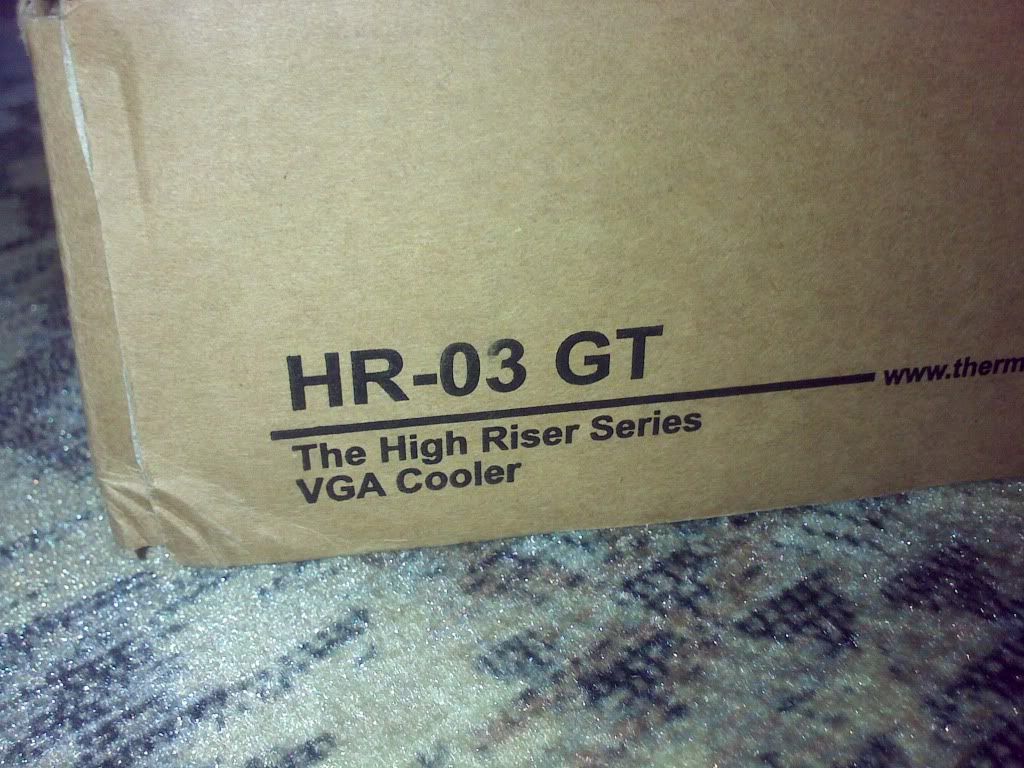 HR-03 GT
www.therm
The High Riser Series
VGA Cooler